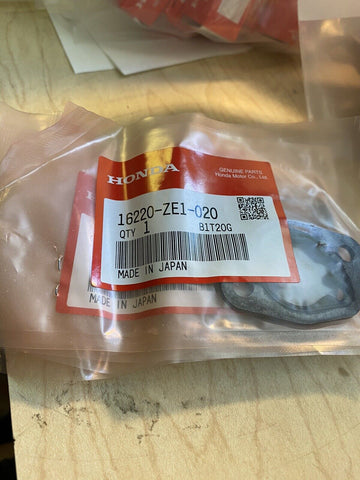 HONDA
GENUINE PARTS
Honda Motor Co., Ltd.
16220-ZE1-020
QTY 1 B1T20G
MADE IN JAPAN
MADE IN JAPAN